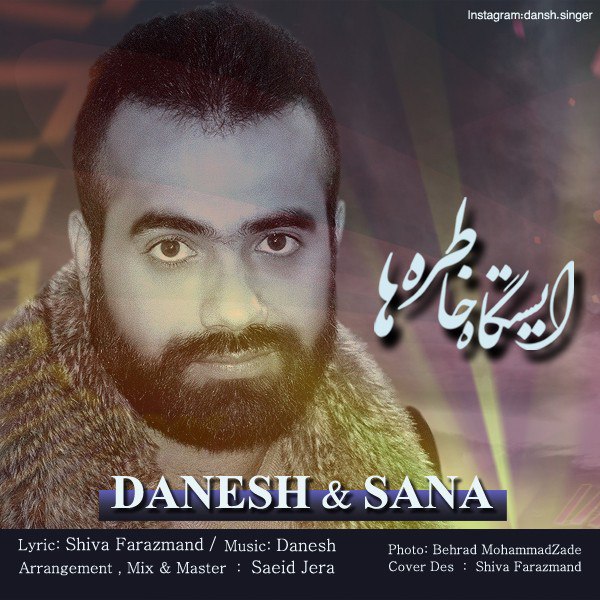 Instagram:dansh.singer
ایستگاه خاطره ها
DANESH & SANA
Lyric: Shiva Farazmand / Music: Danesh
Arrangement , Mix & Master : Saeid Jera
Photo: Behrad MohammadZade
Cover Des : Shiva Farazmand